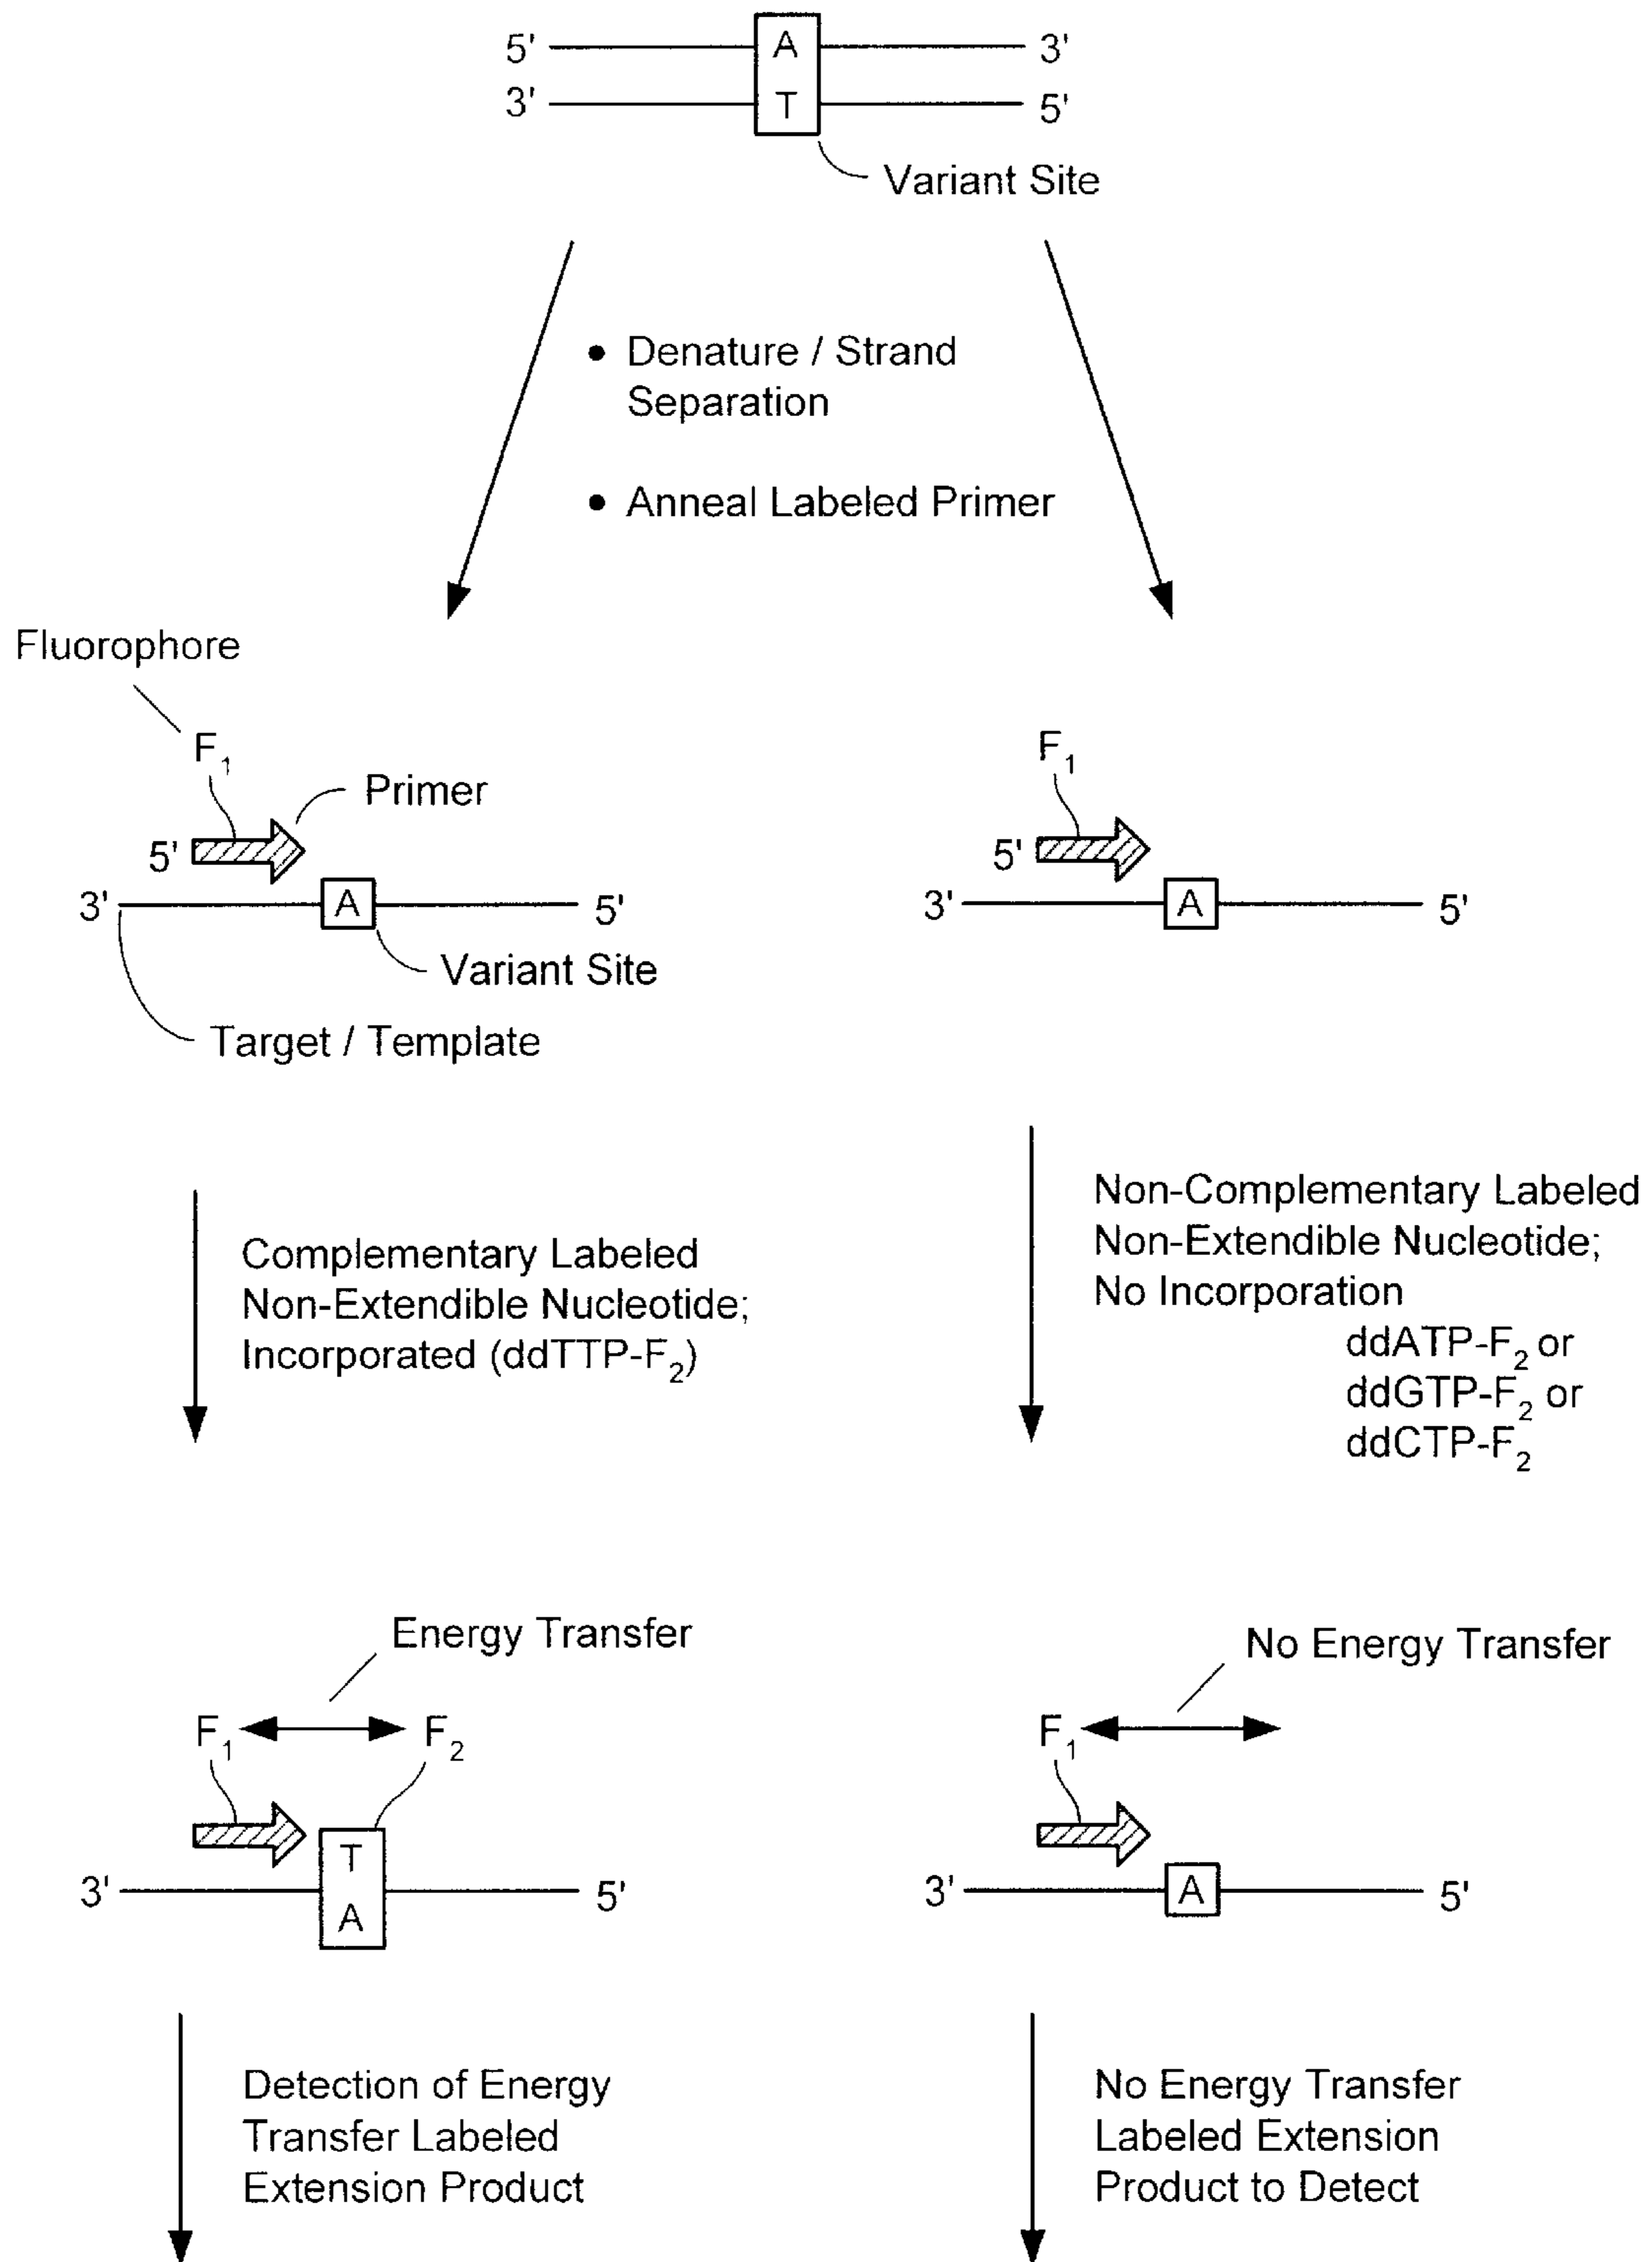 5' A 3'
3' T 5'
Variant Site
• Denature / Strand
Separation
• Anneal Labeled Primer
Fluorophore
F1
Primer
5'
3' A 5'
Variant Site
Target / Template
F1
5'
3' A 5'
Complementary Labeled
Non-Extendible Nucleotide;
Incorporated (ddTTP-F2)
Non-Complementary Labeled
Non-Extendible Nucleotide;
No Incorporation
ddATP-F2 or
ddGTP-F2 or
ddCTP-F2
Energy Transfer
F1 F2
T
3' 5'
A
No Energy Transfer
F1
3' A 5'
Detection of Energy
Transfer Labeled
Extension Product
No Energy Transfer
Labeled Extension
Product to Detect